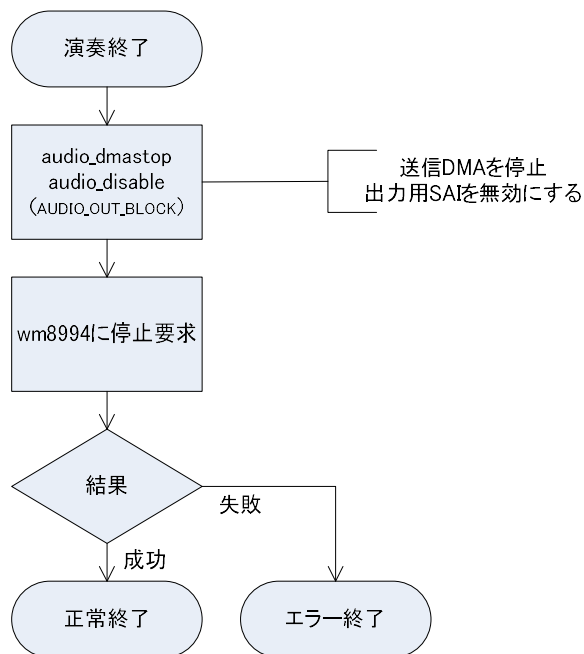 演奏終了
audio_dmastop
audio_disable
（AUDIO_OUT_BLOCK）
送信DMAを停止
出力用SAIを無効にする
wm8994に停止要求
結果
失敗
成功
正常終了
エラー終了